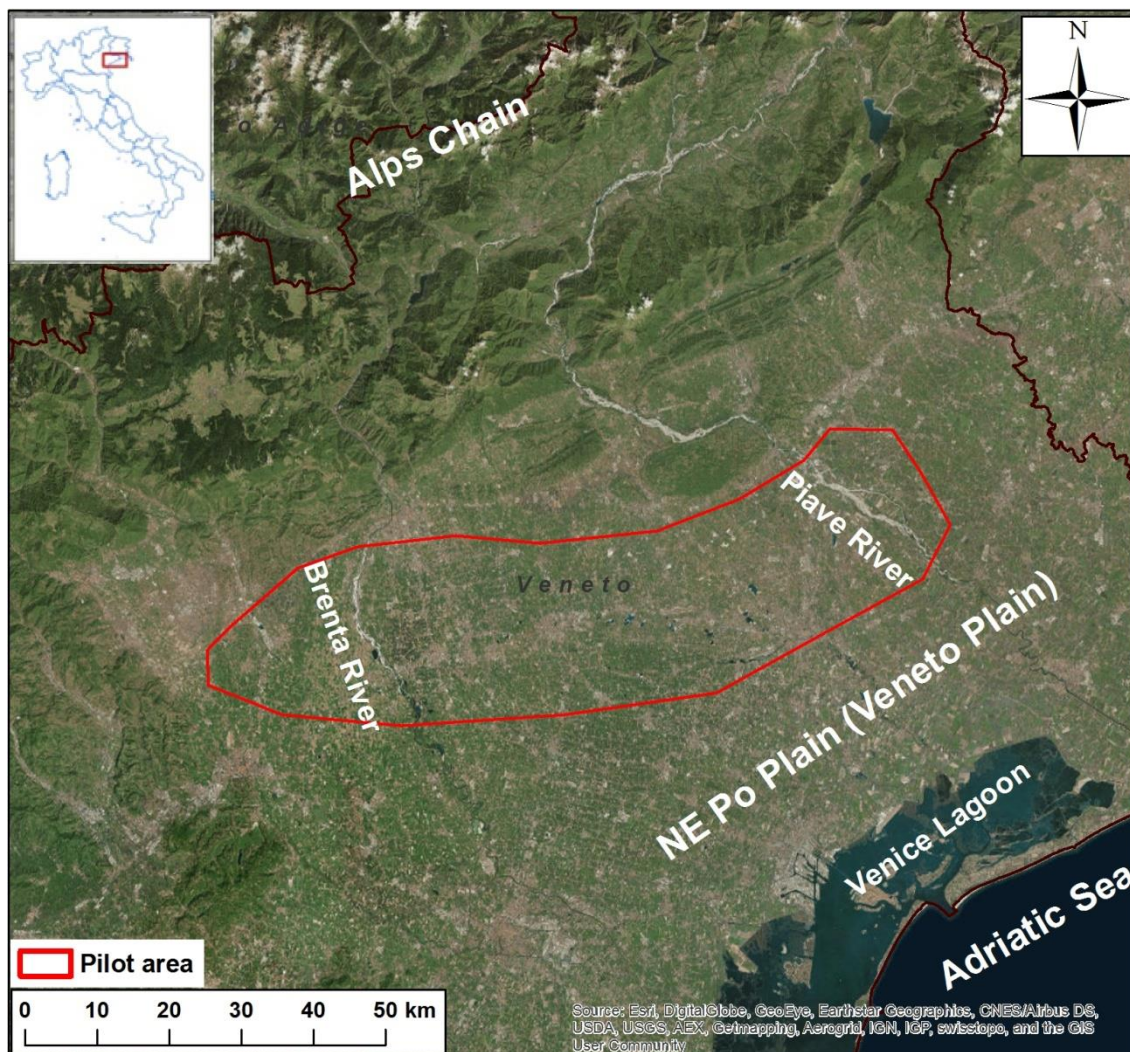 N
o Adige
Alps Chain
Piave River
Veneto
Brenta River
NE Po Plain (Veneto Plain)
Venice Lagoon
Adriatic Sea
Pilot area
0 10 20 30 40 50 km
Source: Esri, DigitalGlobe, GeoEye, Earthstar Geographics, CNES/Airbus DS,
USDA, USGS, AEX, Getmapping, Aerogrid, IGN, IGP, swisstopo, and the GIS
User Community